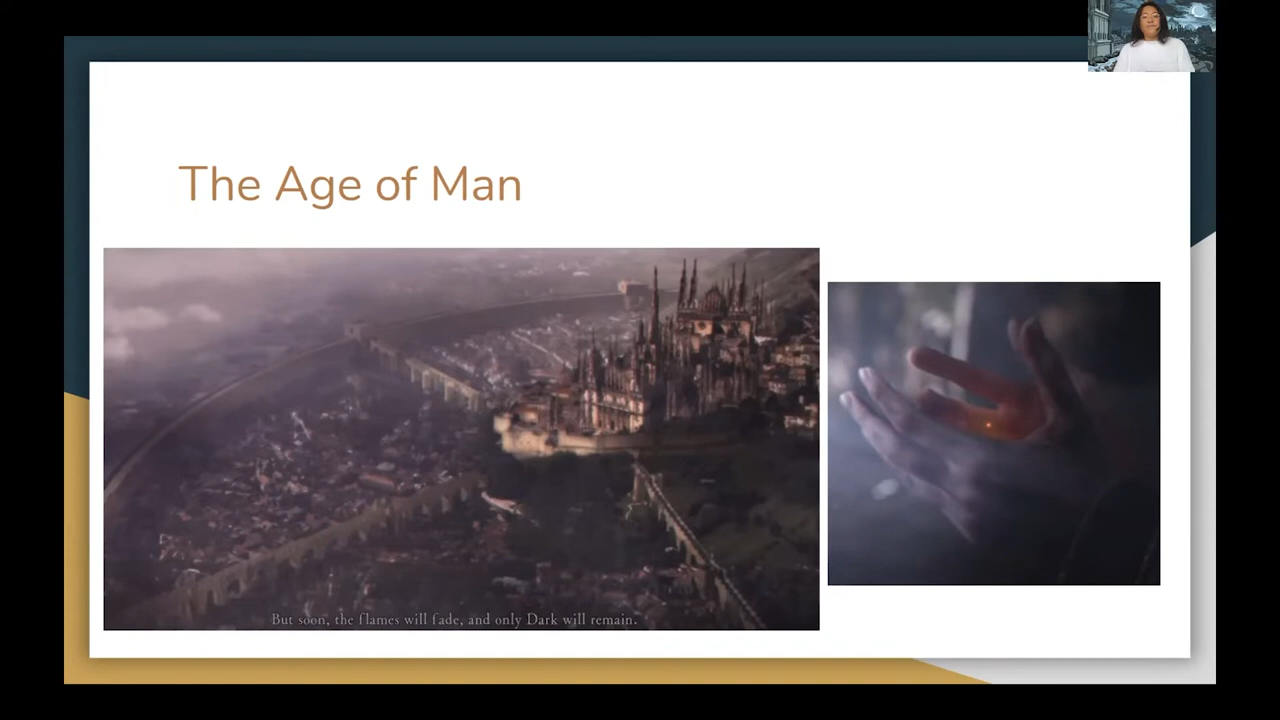 The Age of Man
But soon, the flames will fade, and only Dark will remain.